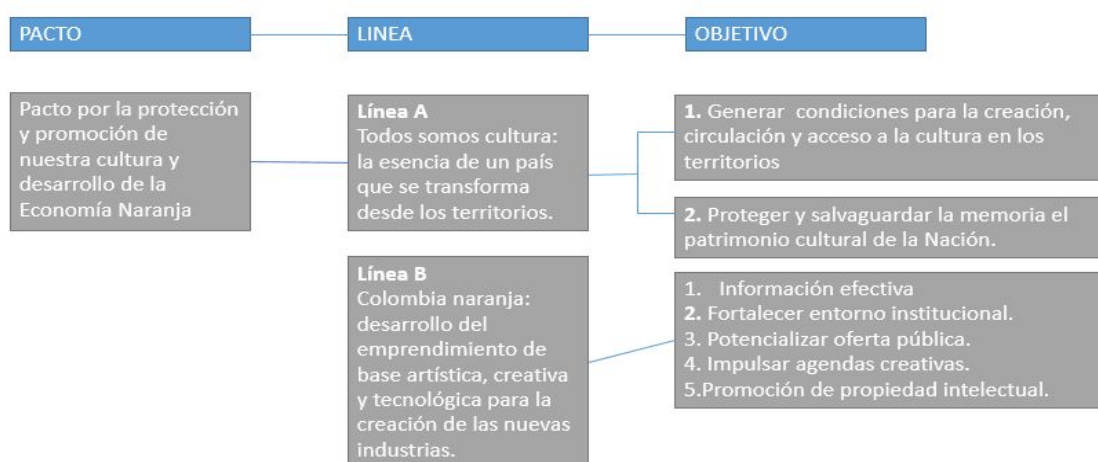 PACTO
LINEA
OBJETIVO
Pacto por la protección
y promoción de
nuestra cultura y
desarrollo de la
Economía Naranja
Línea A
Todos somos cultura:
la esencia de un país
que se transforma
desde los territorios.
1. Generar condiciones para la creación,
circulación y acceso a la cultura en los
territorios
2. Proteger y salvaguardar la memoria el
patrimonio cultural de la Nación.
Línea B
Colombia naranja:
desarrollo del
emprendimiento de
base artística, creativa
y tecnológica para la
creación de las nuevas
industrias.
1. Información efectiva
2. Fortalecer entorno institucional.
3. Potencializar oferta pública.
4. Impulsar agendas creativas.
5.Promoción de propiedad intelectual.